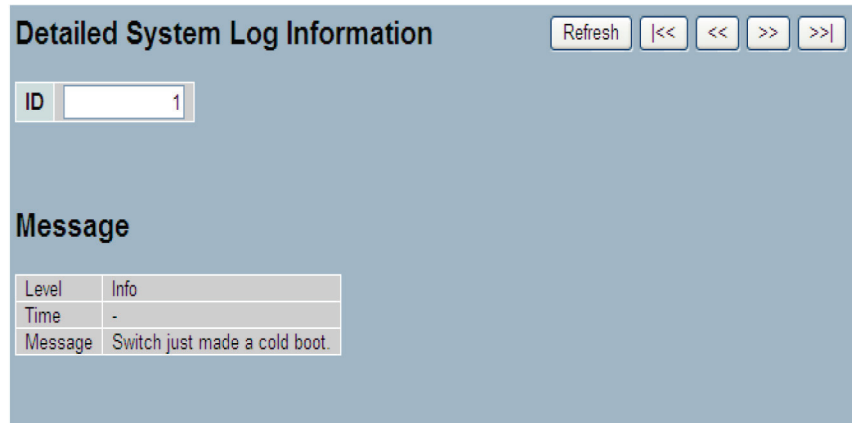 Detailed System Log Information
Refresh |<< << >> >>|
ID 1
Message
Level Info
Time -
Message Switch just made a cold boot.